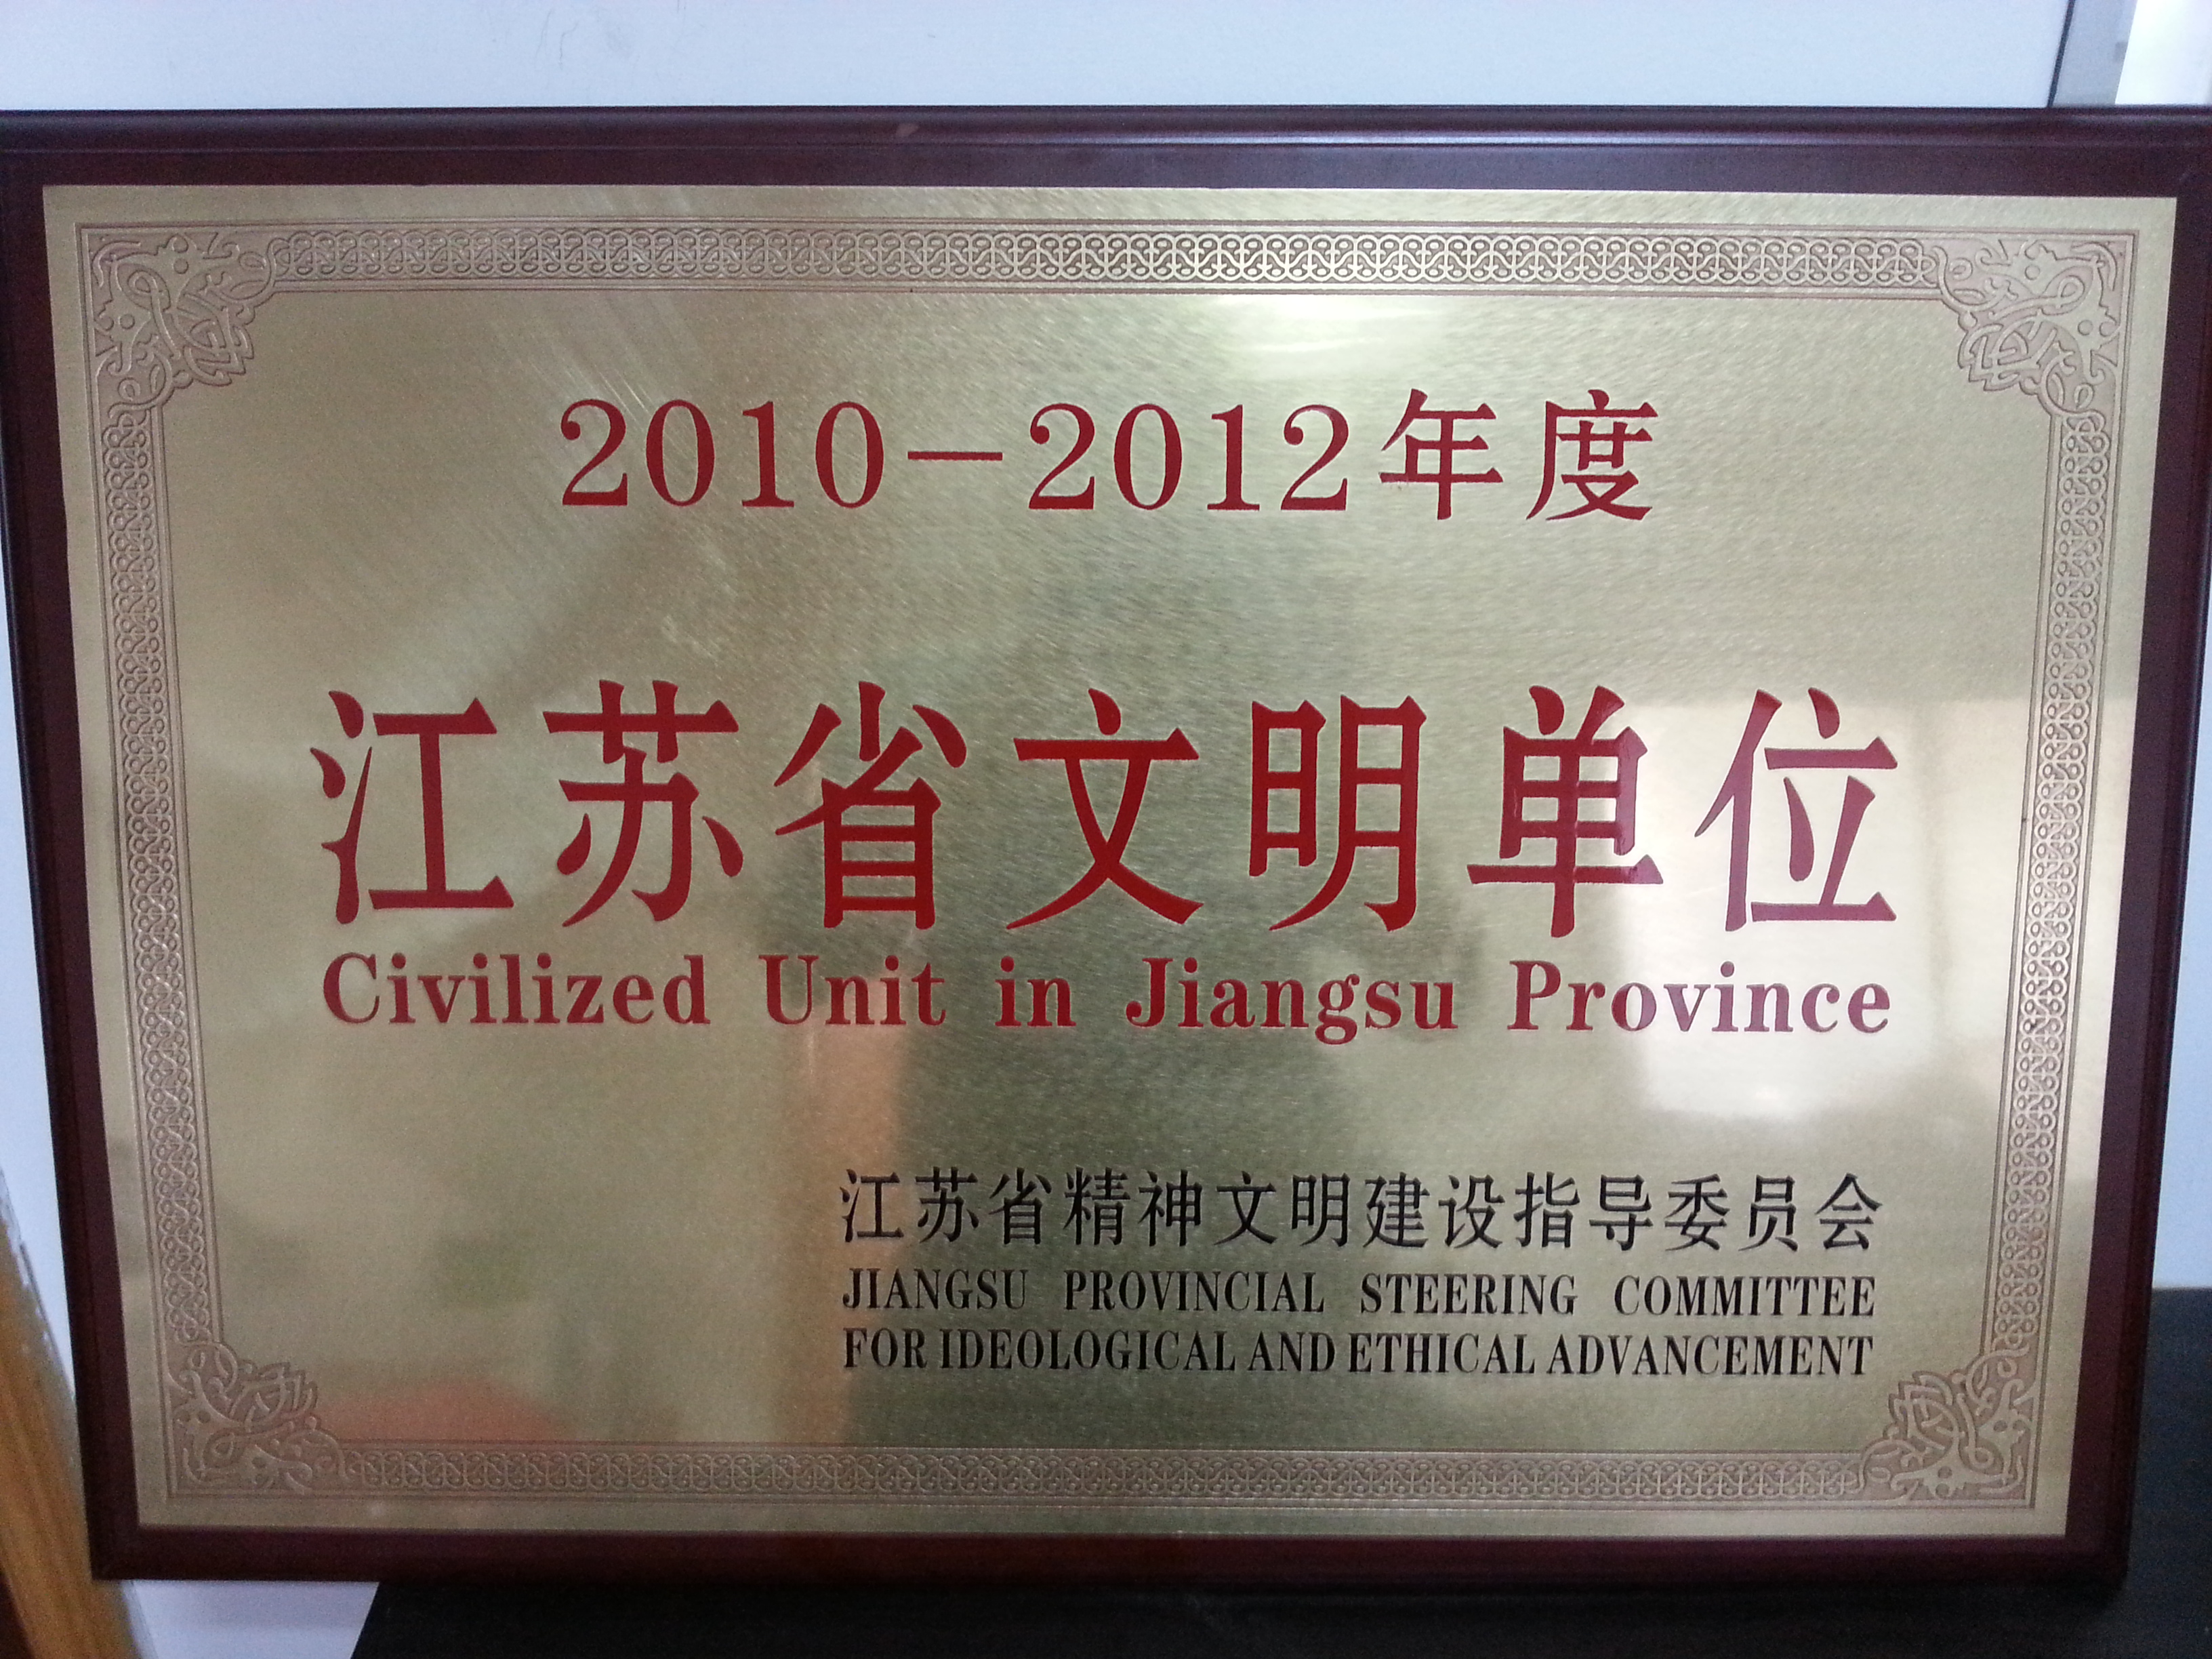 2010－2012年度
江苏省文明单位
Civilized Unit in Jiangsu Province
江苏省精神文明建设指导委员会
JIANGSU PROVINCIAL STEERING COMMITTEE
FOR IDEOLOGICAL AND ETHICAL ADVANCEMENT